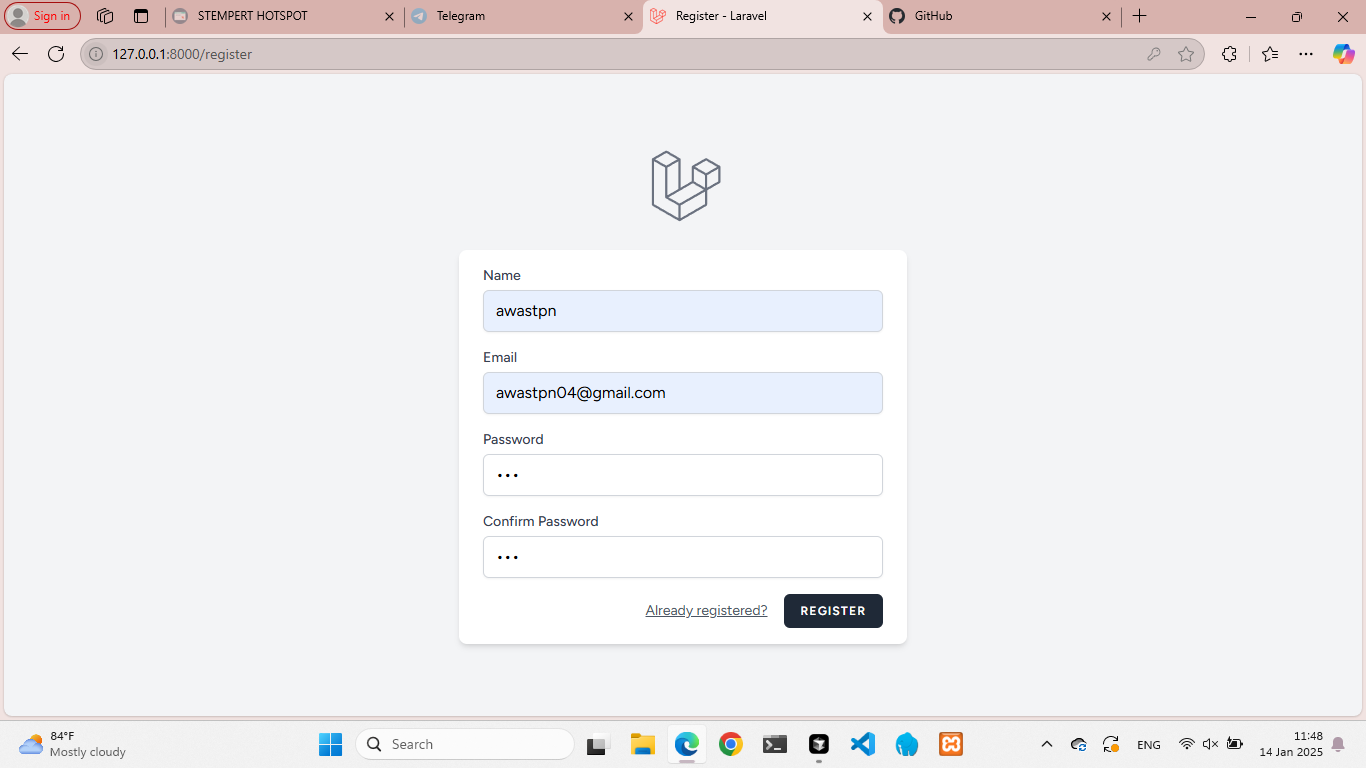 Sign in
STEMPERT HOTSPOT
Telegram
Register - Laravel
GitHub
127.0.0.1:8000/register
Name
awastpn
Email
awastpn04@gmail.com
Password
•••
Confirm Password
•••
Already registered? REGISTER
84°F
Mostly cloudy
Search
ENG
11:48
14 Jan 2025